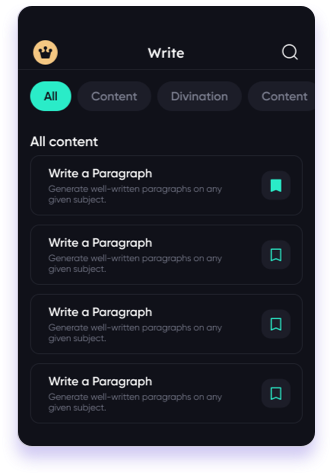 Write
All Content Divination Content
All content
Write a Paragraph
Generate well-written paragraphs on any
given subject.
Write a Paragraph
Generate well-written paragraphs on any
given subject.
Write a Paragraph
Generate well-written paragraphs on any
given subject.
Write a Paragraph
Generate well-written paragraphs on any
given subject.